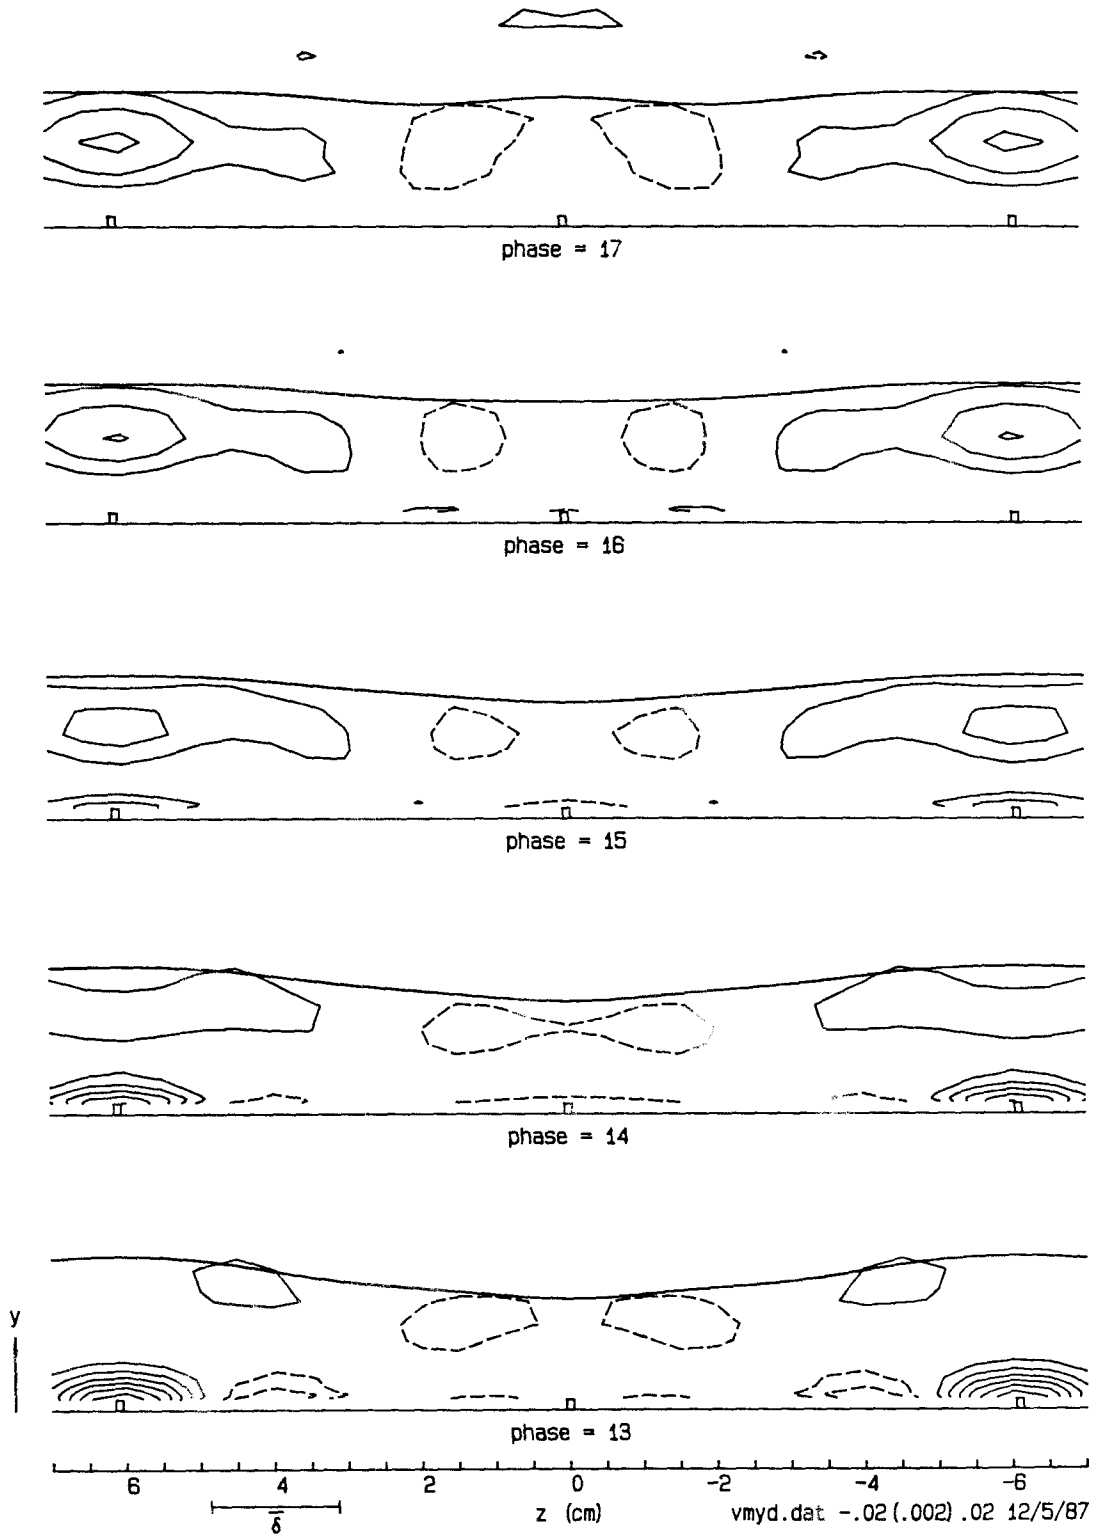 phase = 17
phase = 16
phase = 15
phase = 14
y
phase = 13
6 4 2 0 -2 -4 -6
δ̅ z (cm) vmyd.dat -.02(.002).02 12/5/87